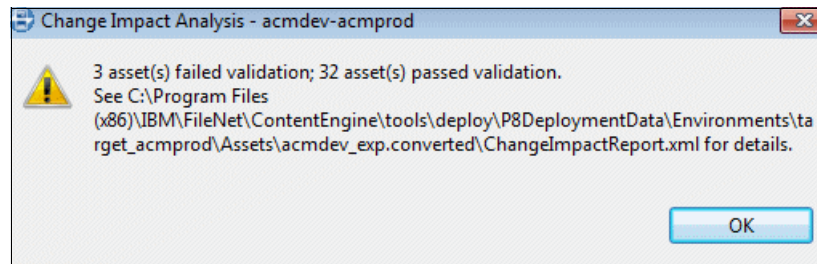 Change Impact Analysis - acmdev-acmprod
3 asset(s) failed validation; 32 asset(s) passed validation.
See C:\Program Files
(x86)\IBM\FileNet\ContentEngine\tools\deploy\P8DeploymentData\Environments\ta
rget_acmprod\Assets\acmdev_exp.converted\ChangeImpactReport.xml for details.
OK